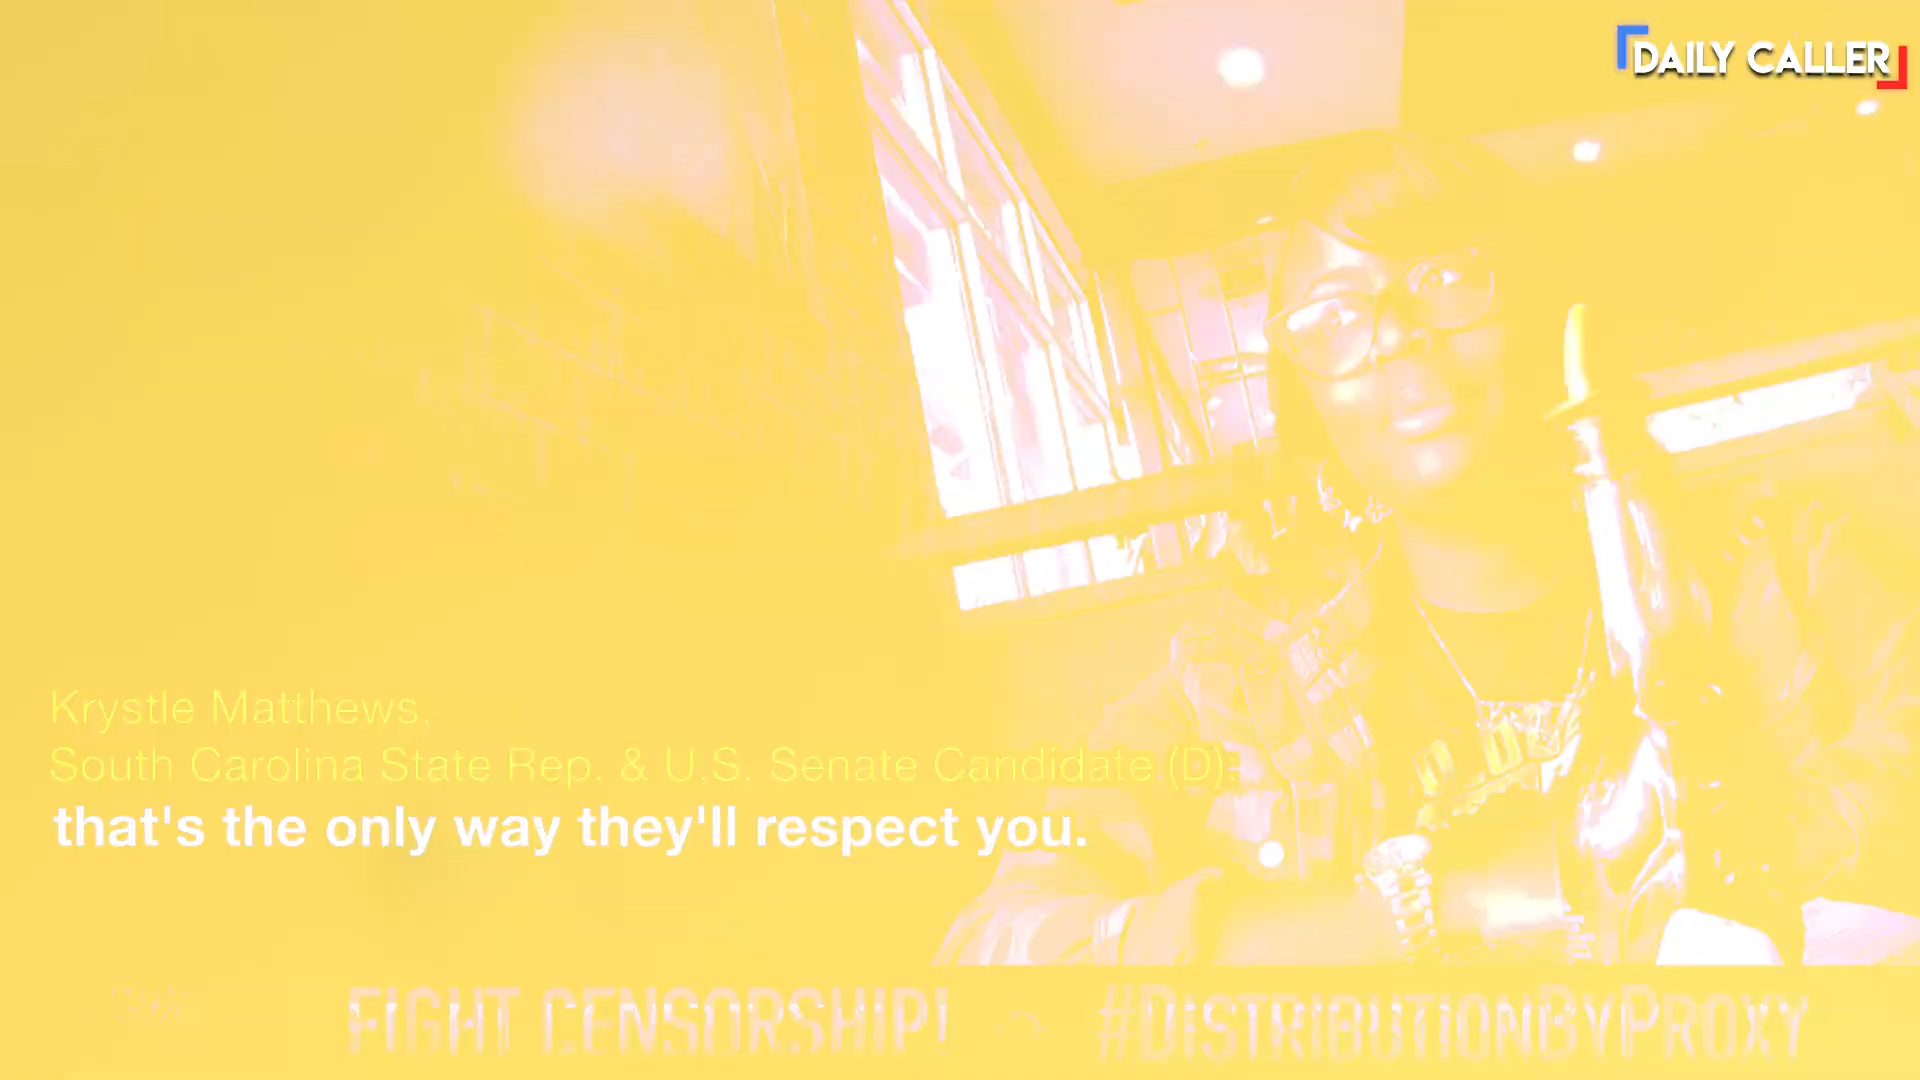 DAILY CALLER
Krystle Matthews,
South Carolina State Rep. & U.S. Senate Candidate (D):
that's the only way they'll respect you.
FIGHT CENSORSHIP!
#DISTRIBUTIONBYPROXY